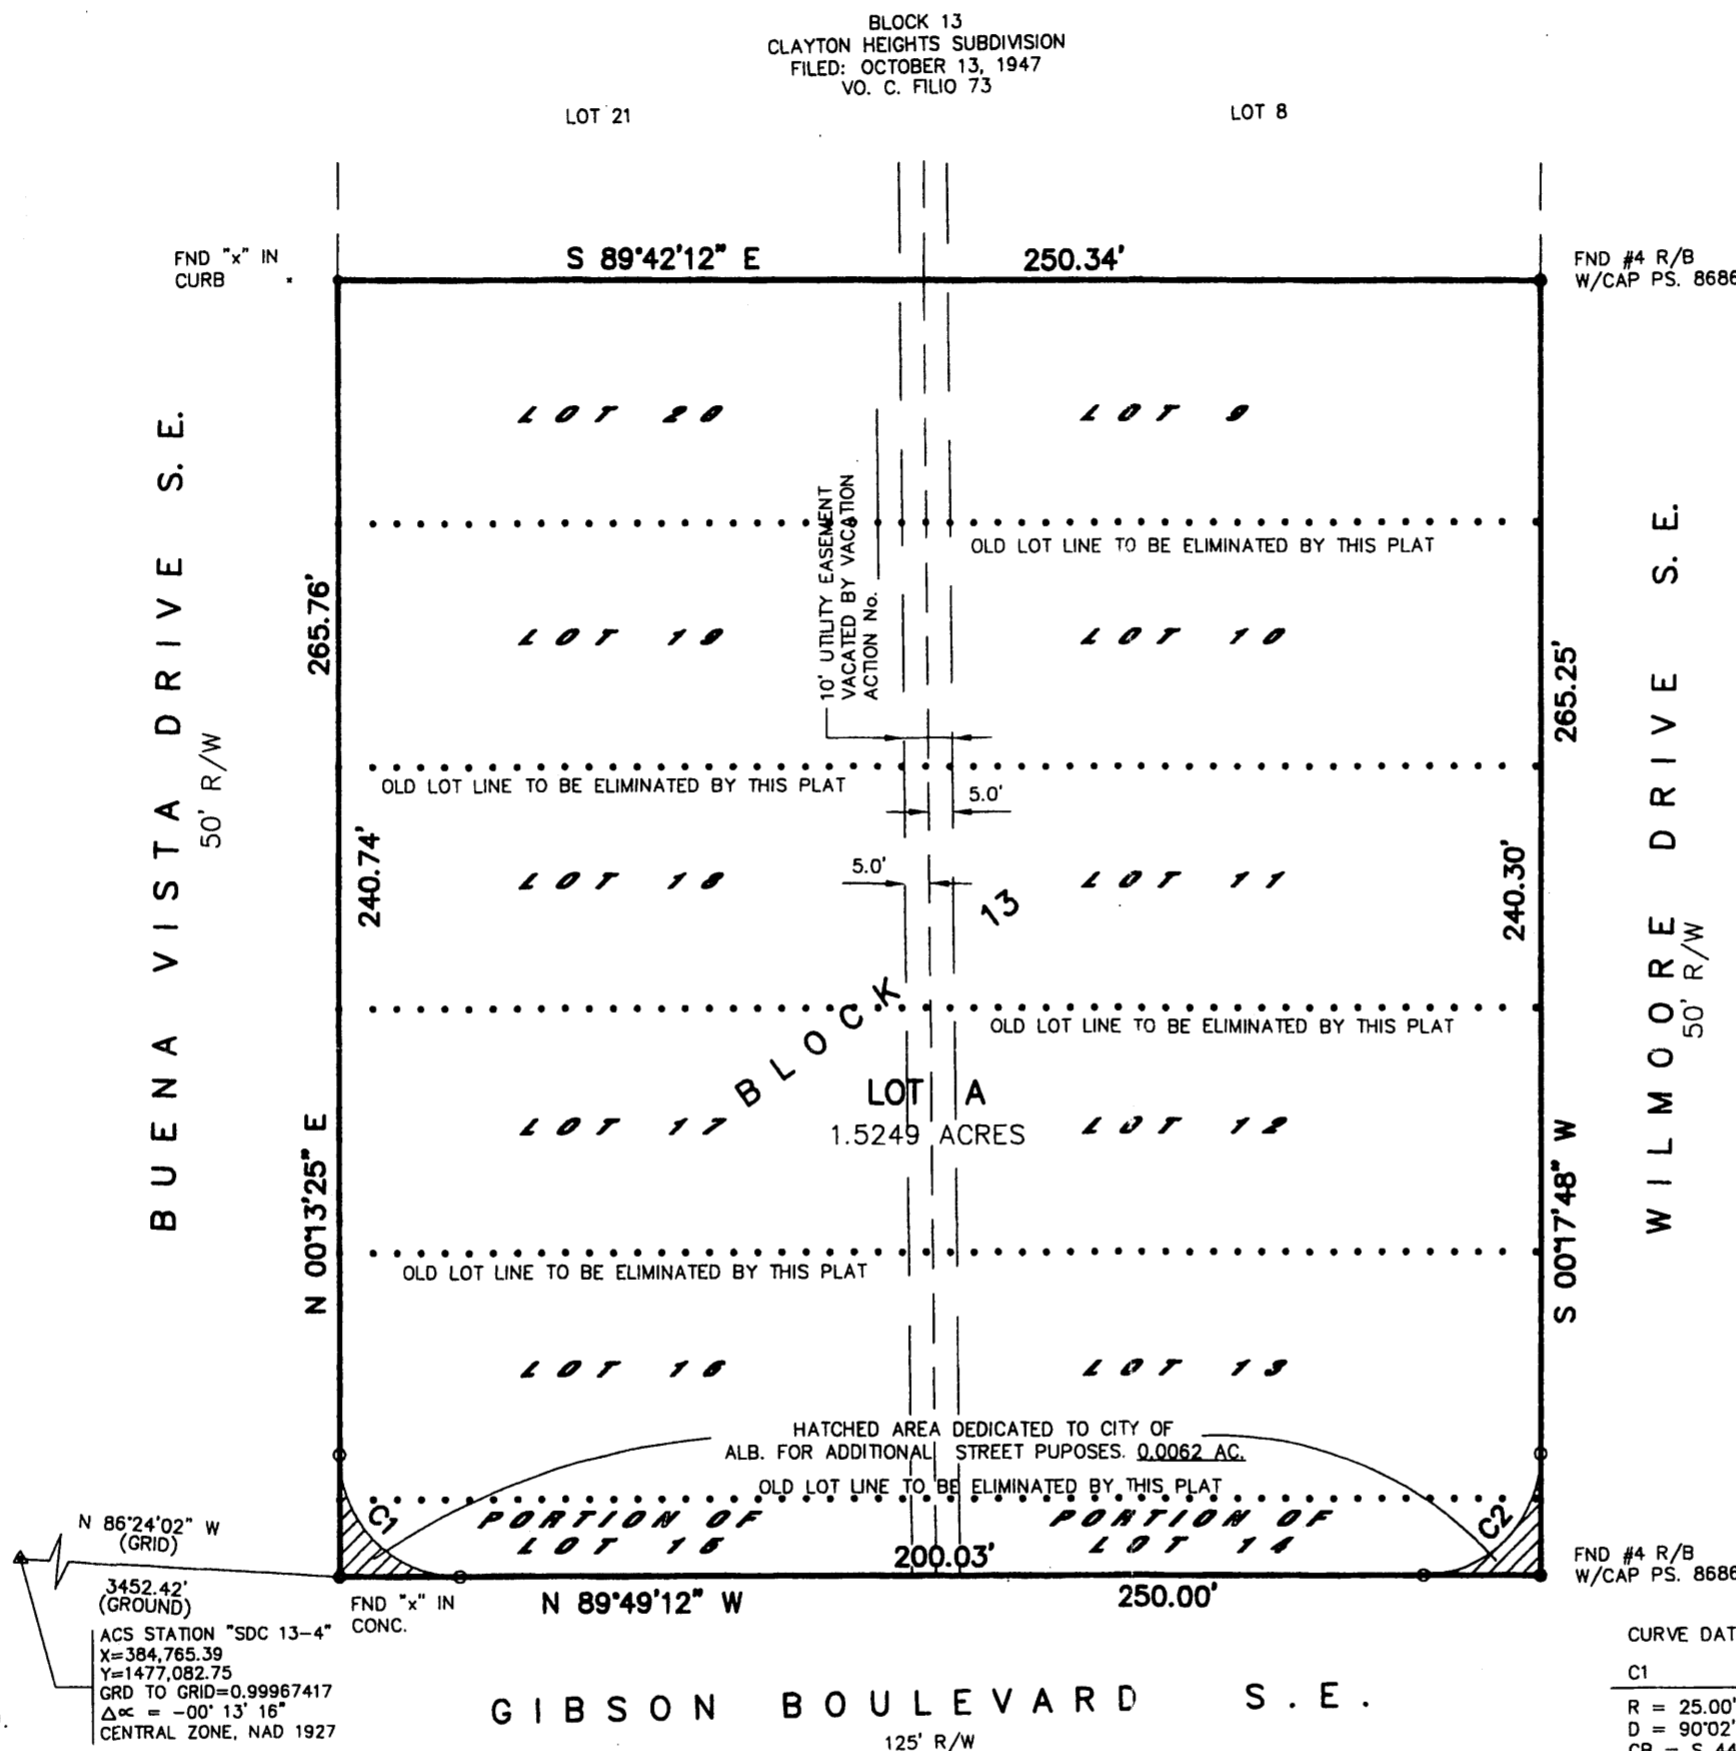 BLOCK 13
CLAYTON HEIGHTS SUBDIVISION
FILED: OCTOBER 13, 1947
VO. C. FILIO 73
LOT 21
LOT 8
FND "x" IN
CURB
S 89°42'12" E
250.34'
FND #4 R/B
W/CAP PS. 8686
LOT 20
LOT 9
BUENA VISTA DRIVE S.E.
50' R/W
265.76'
240.74'
N 00°13'25" E
10' UTILITY EASEMENT
VACATED BY VACATION
ACTION No.
OLD LOT LINE TO BE ELIMINATED BY THIS PLAT
WILMOORE DRIVE S.E.
50' R/W
265.25'
240.30'
S 00°17'48" W
LOT 19
LOT 10
OLD LOT LINE TO BE ELIMINATED BY THIS PLAT
5.0'
5.0'
LOT 18
LOT 11
BLOCK 13
OLD LOT LINE TO BE ELIMINATED BY THIS PLAT
LOT A
1.5249 ACRES
LOT 17
LOT 12
OLD LOT LINE TO BE ELIMINATED BY THIS PLAT
LOT 16
LOT 13
HATCHED AREA DEDICATED TO CITY OF
ALB. FOR ADDITIONAL STREET PUPOSES. 0.0062 AC.
OLD LOT LINE TO BE ELIMINATED BY THIS PLAT
C1
PORTION OF
LOT 15
PORTION OF
LOT 14
C2
200.03'
N 86°24'02" W
(GRID)
3452.42'
(GROUND)
FND "x" IN
CONC.
N 89°49'12" W
250.00'
FND #4 R/B
W/CAP PS. 8686
ACS STATION "SDC 13-4"
X=384,765.39
Y=1477,082.75
GRD TO GRID=0.99967417
Δ∝ = -00° 13' 16"
CENTRAL ZONE, NAD 1927
GIBSON BOULEVARD S.E.
125' R/W
CURVE DAT
C1
R = 25.00'
D = 90°02'